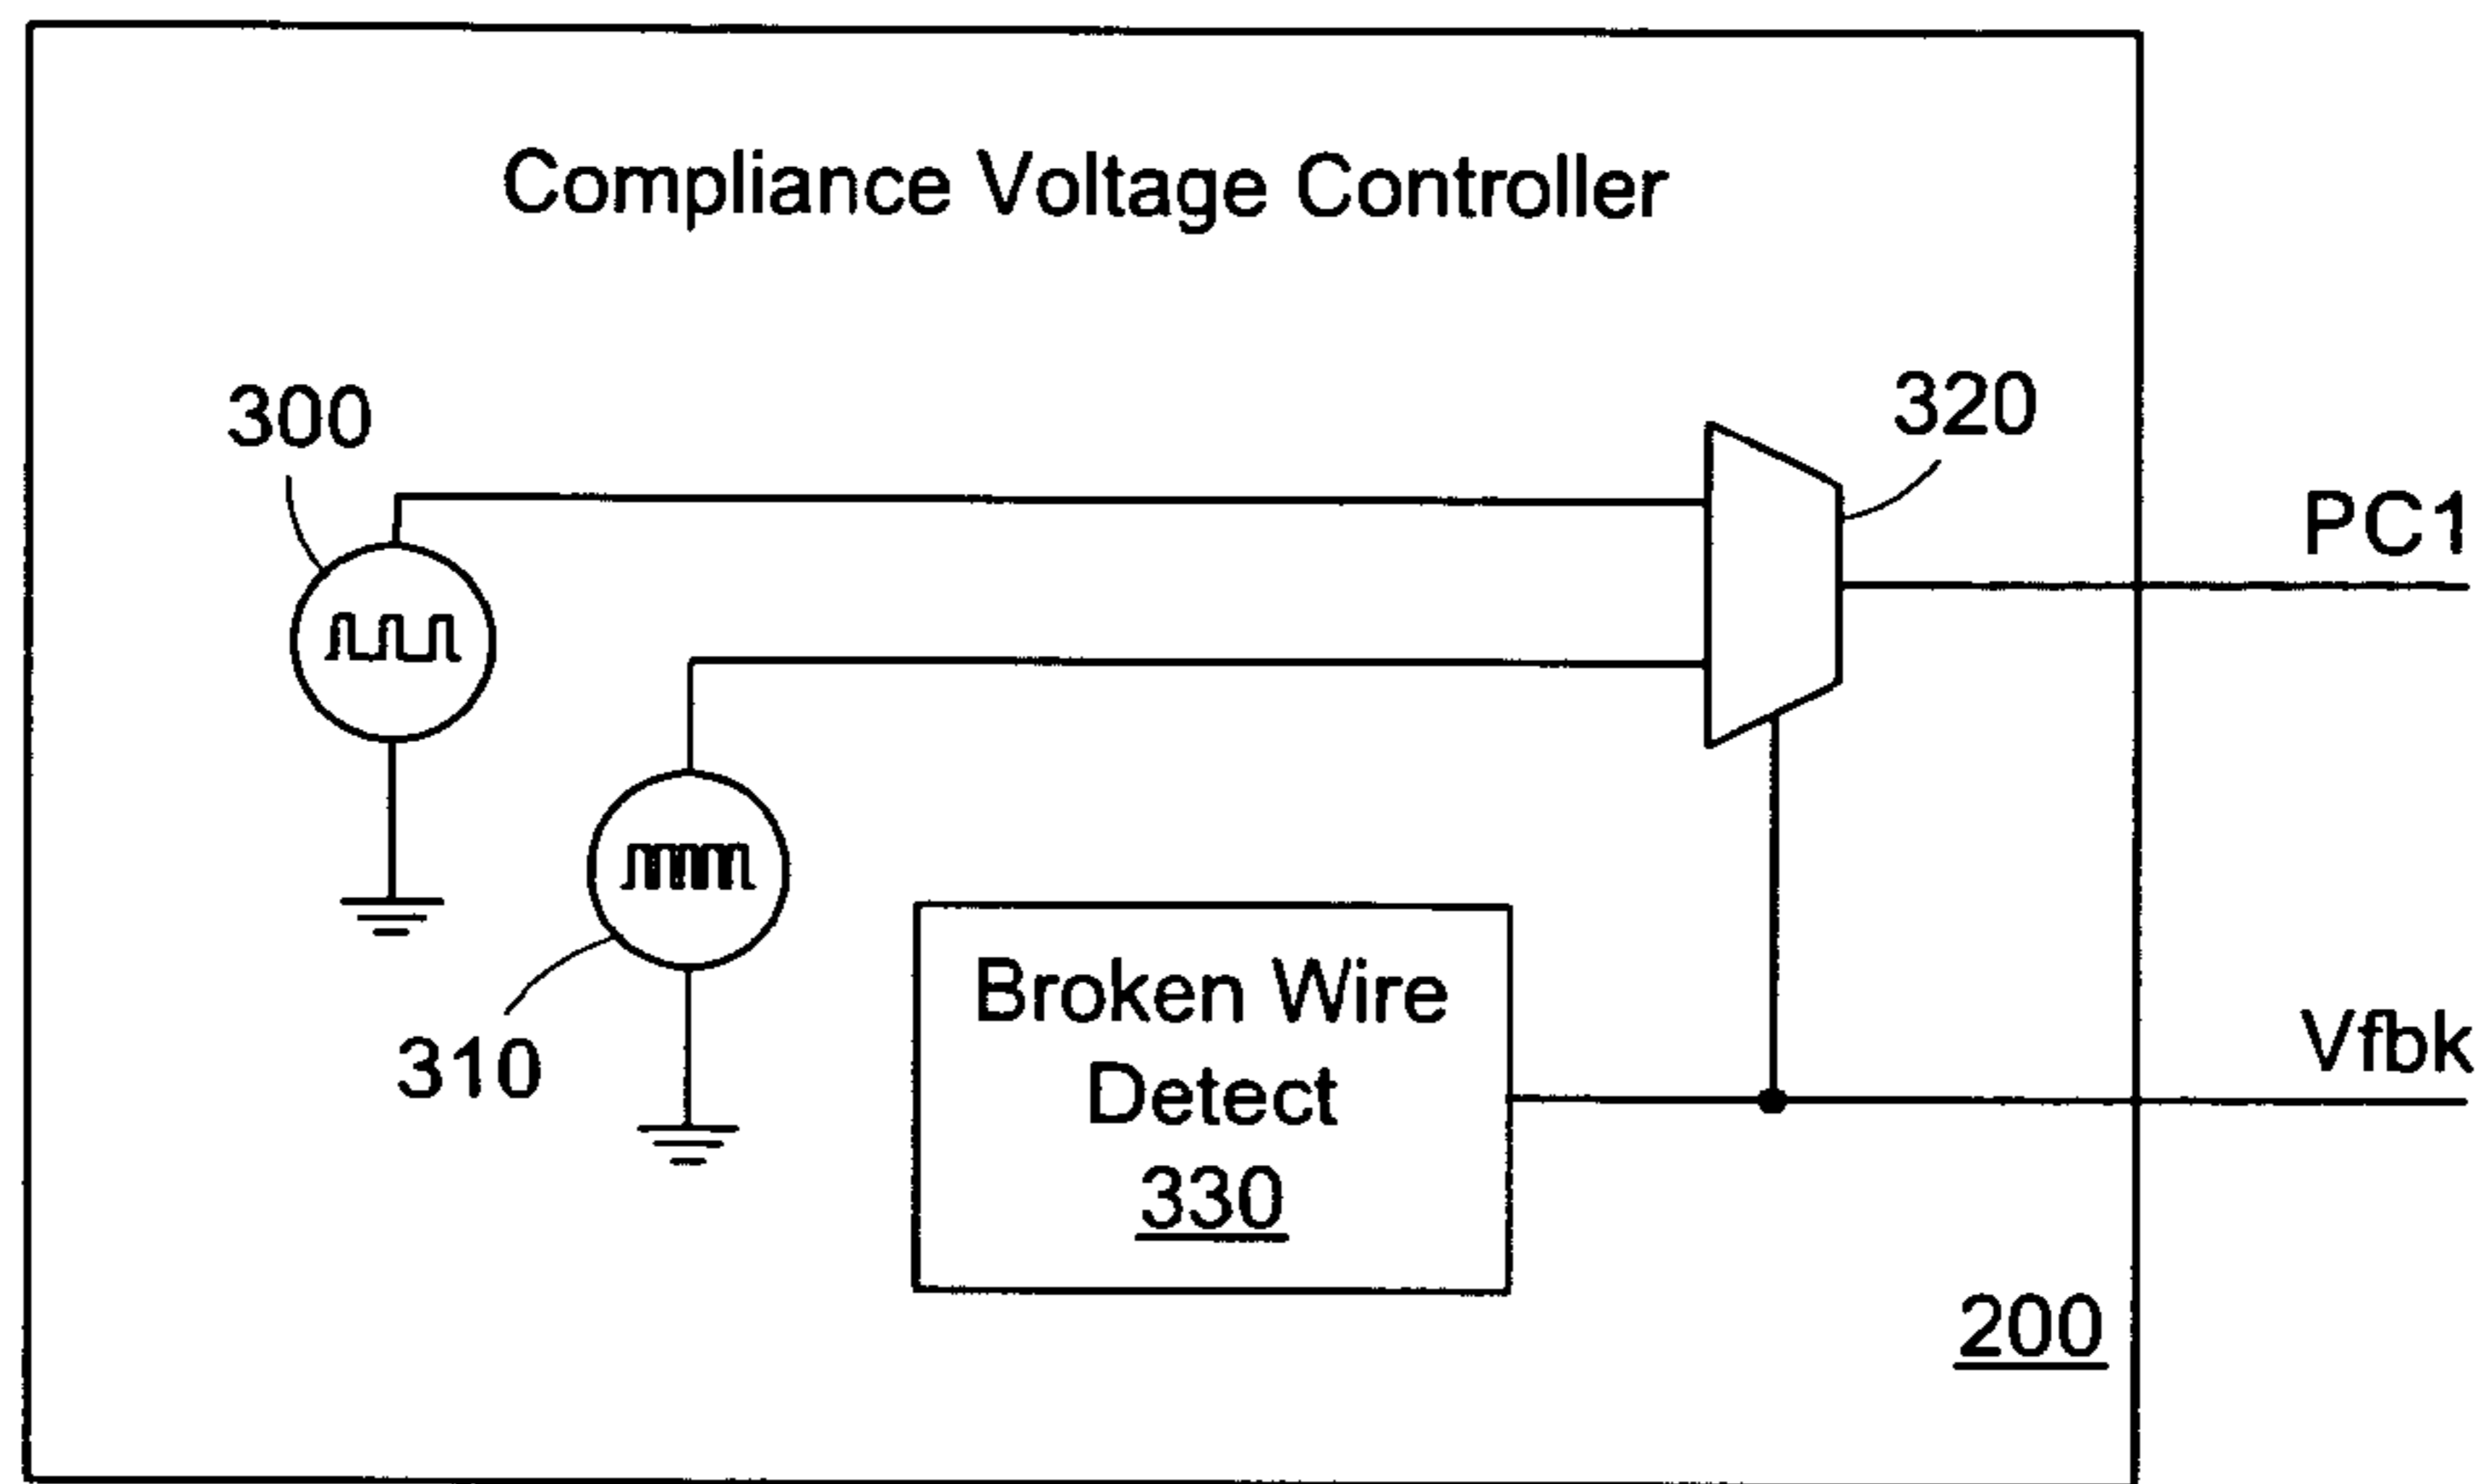 Compliance Voltage Controller
300
320
PC1
310
Broken Wire
Detect
330
Vfbk
200